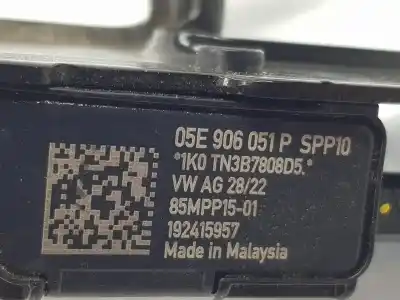 05E 906 051 P SPP10
*1K0 TN3B7808D5.*
VW AG 28/22
85MPP15-01
192415957
Made in Malaysia